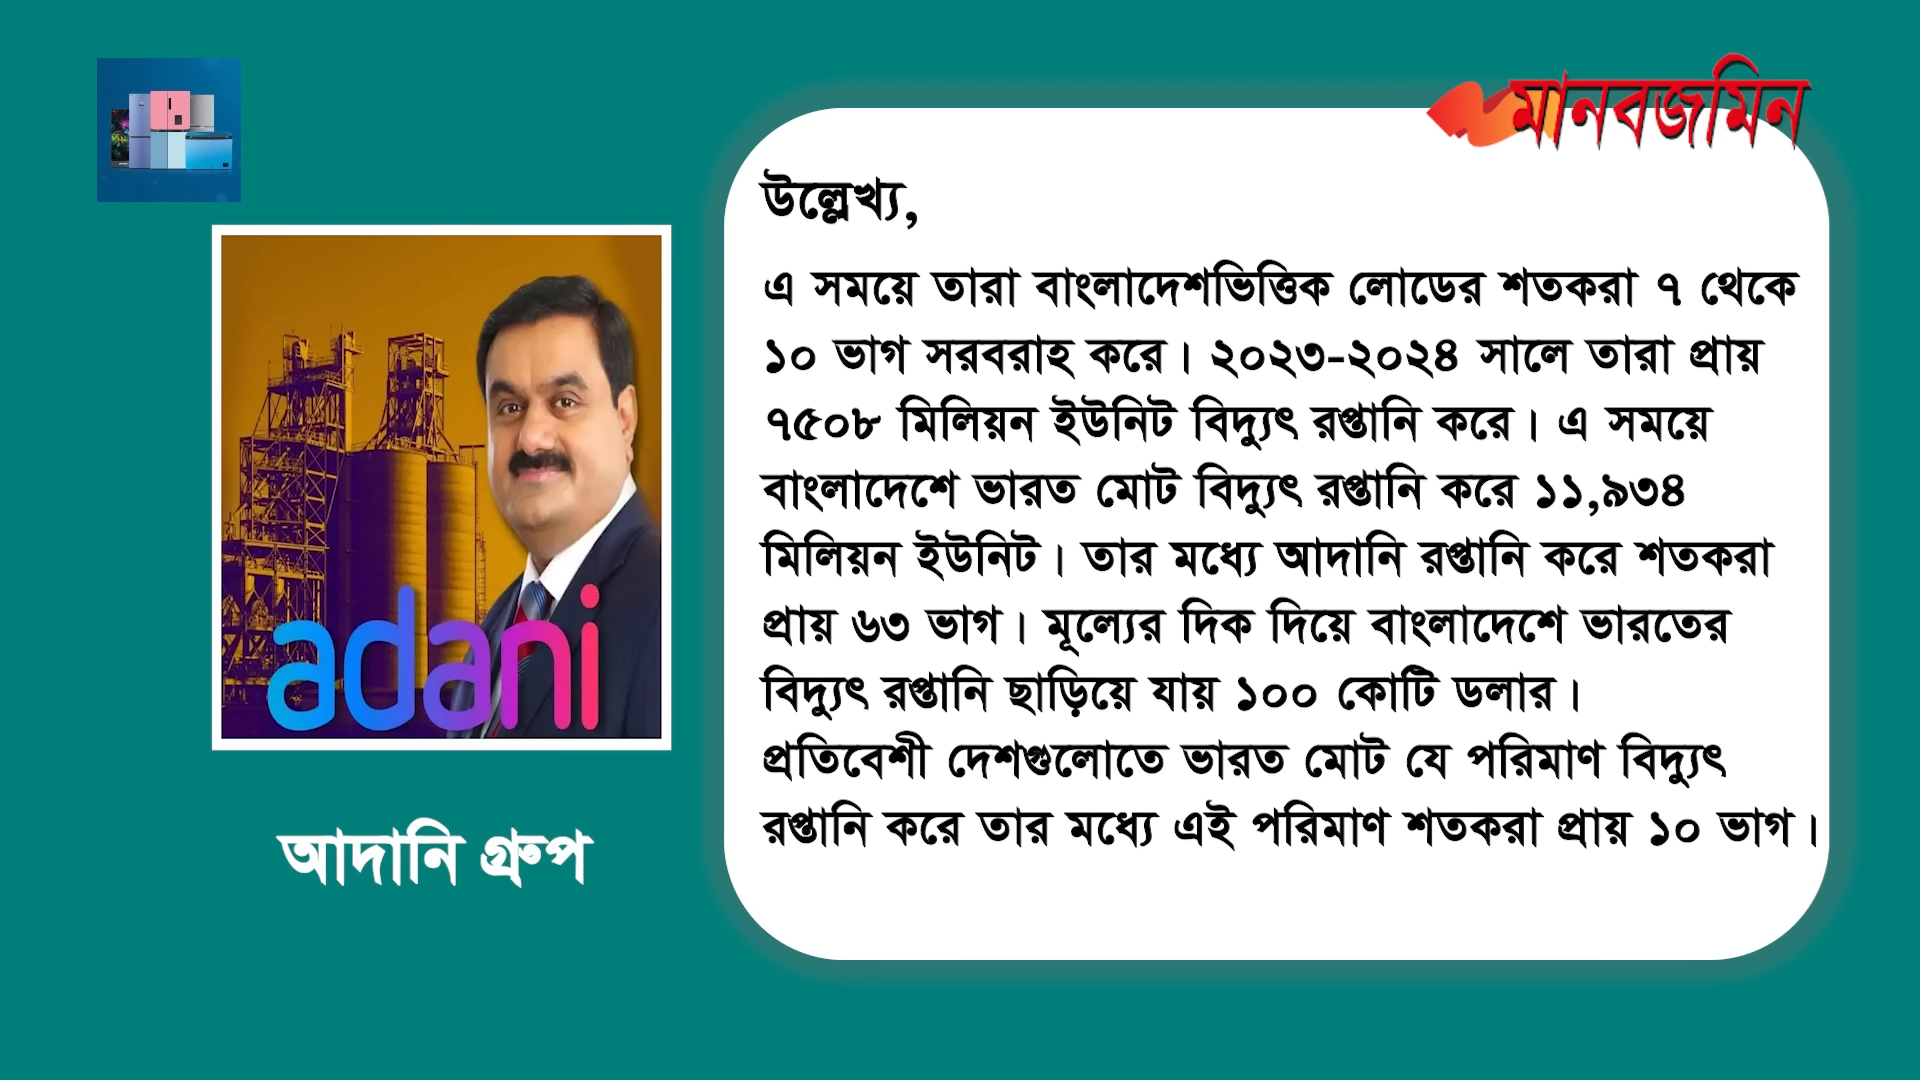 মানবজমিন
উল্লেখ্য,
এ সময়ে তারা বাংলাদেশভিত্তিক লোডের শতকরা ৭ থেকে
১০ ভাগ সরবরাহ করে। ২০২৩-২০২৪ সালে তারা প্রায়
৭৫০৮ মিলিয়ন ইউনিট বিদ্যুৎ রপ্তানি করে। এ সময়ে
বাংলাদেশে ভারত মোট বিদ্যুৎ রপ্তানি করে ১১,৯৩৪
মিলিয়ন ইউনিট। তার মধ্যে আদানি রপ্তানি করে শতকরা
প্রায় ৬৩ ভাগ। মূল্যের দিক দিয়ে বাংলাদেশে ভারতের
বিদ্যুৎ রপ্তানি ছাড়িয়ে যায় ১০০ কোটি ডলার।
প্রতিবেশী দেশগুলোতে ভারত মোট যে পরিমাণ বিদ্যুৎ
রপ্তানি করে তার মধ্যে এই পরিমাণ শতকরা প্রায় ১০ ভাগ।
adani
আদানি গ্রুপ